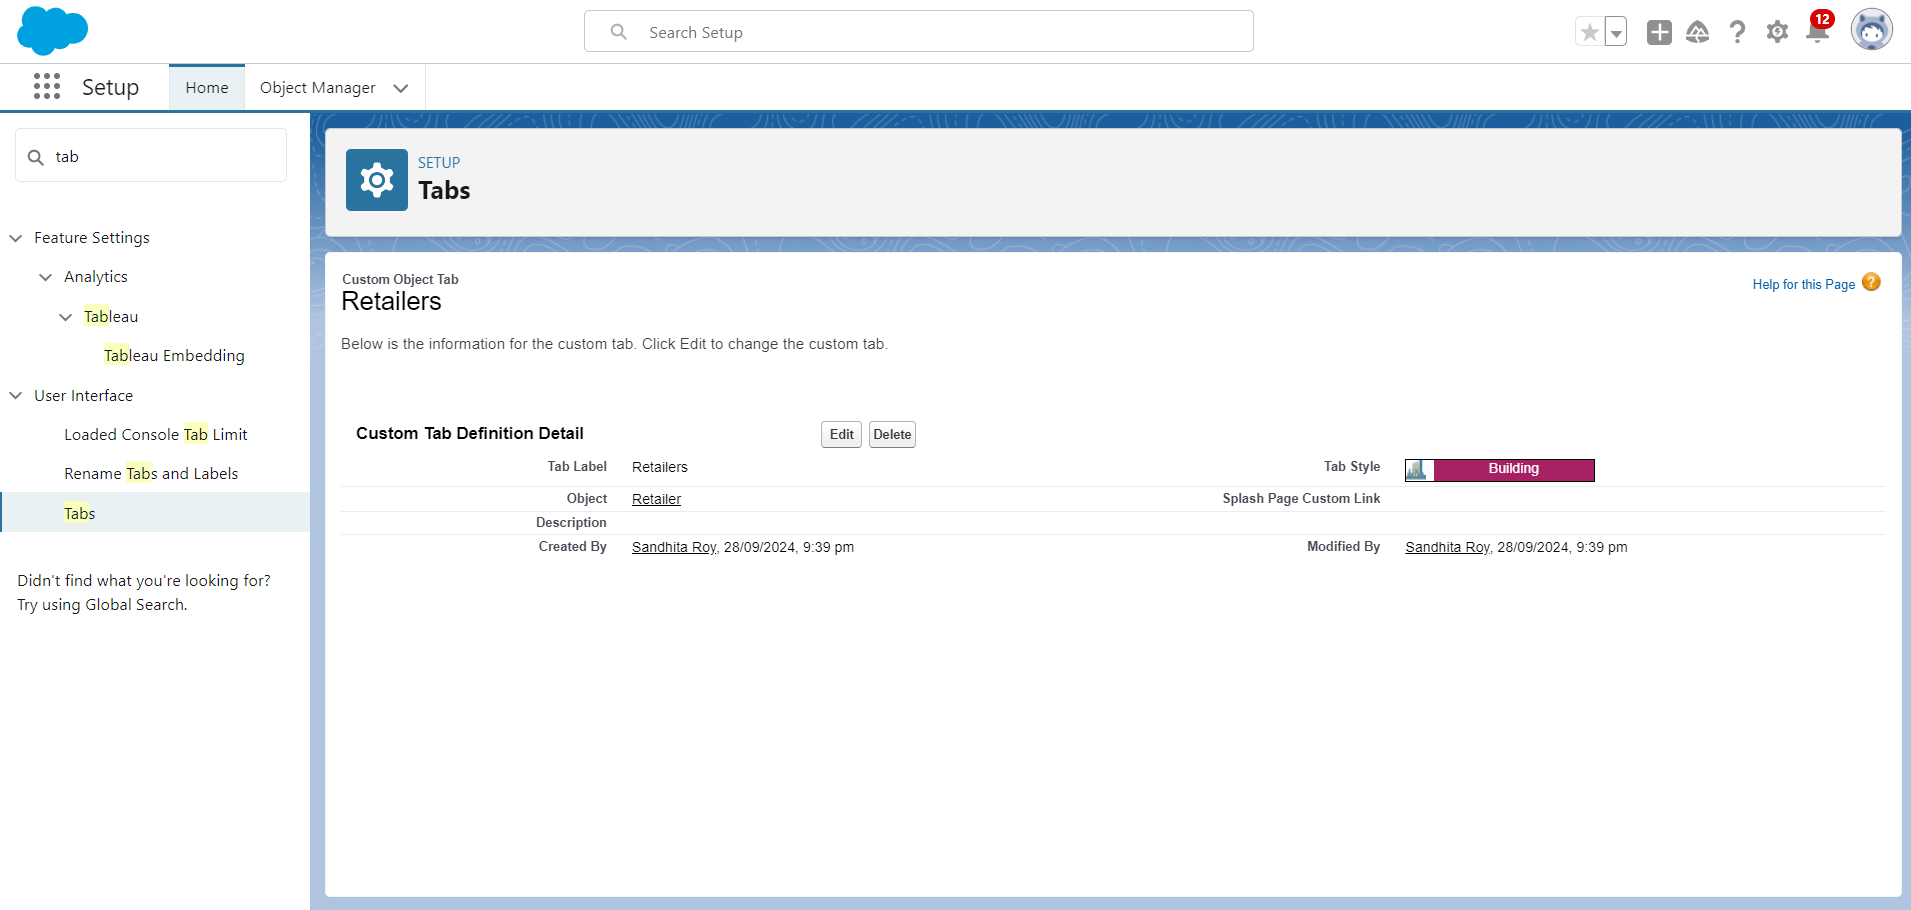 Search Setup
12
Setup
Home
Object Manager
tab
Feature Settings
Analytics
Tableau
Tableau Embedding
User Interface
Loaded Console Tab Limit
Rename Tabs and Labels
Tabs
Didn't find what you're looking for?
Try using Global Search.
SETUP
Tabs
Custom Object Tab
Retailers
Help for this Page ?
Below is the information for the custom tab. Click Edit to change the custom tab.
Custom Tab Definition Detail
Edit
Delete
Tab Label Retailers
Tab Style Building
Object Retailer
Splash Page Custom Link
Description
Created By Sandhita Roy, 28/09/2024, 9:39 pm
Modified By Sandhita Roy, 28/09/2024, 9:39 pm